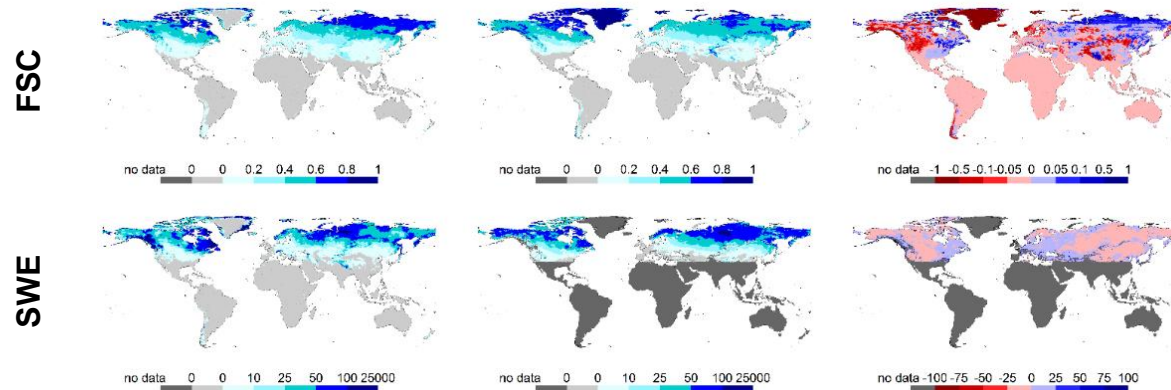 FSC
no data 0 0 0.2 0.4 0.6 0.8 1
no data 0 0 0.2 0.4 0.6 0.8 1
no data -1 -0.5 -0.1 -0.05 0 0.05 0.1 0.5 1
SWE
no data 0 0 10 25 50 100 25000
no data 0 0 10 25 50 100 25000
no data -100 -75 -50 -25 0 25 50 75 100